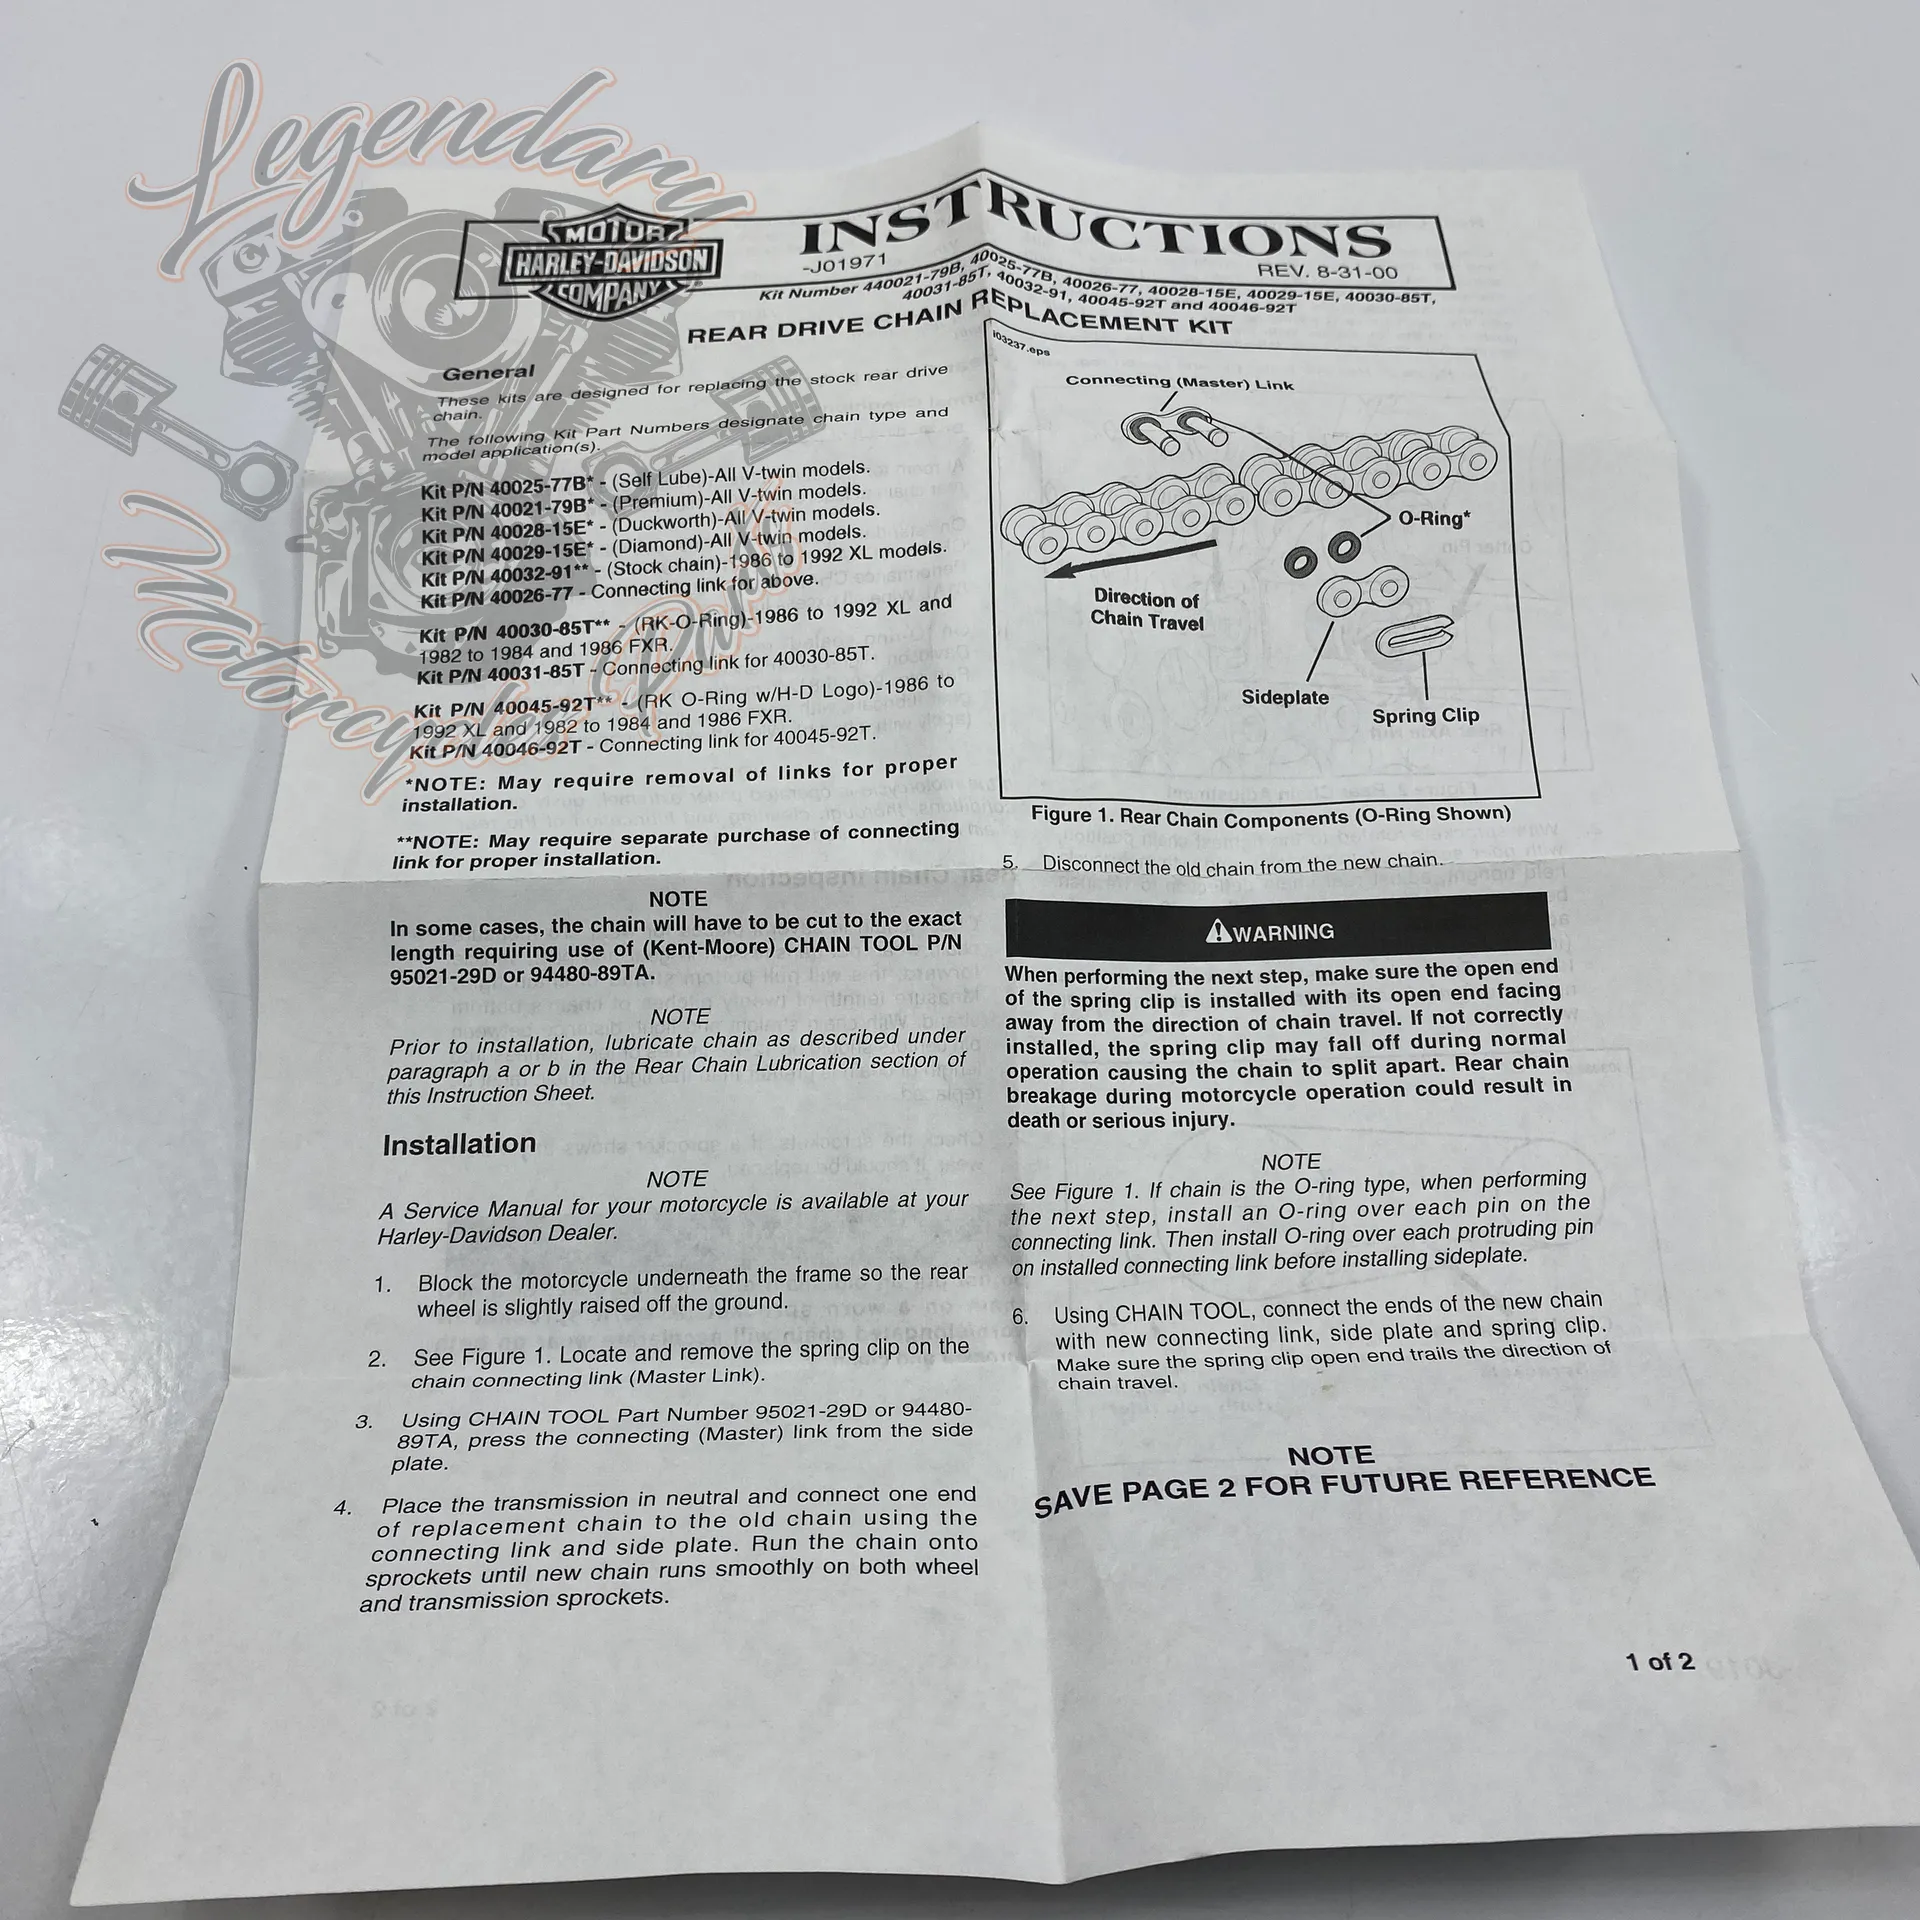 Legendary
Motorcycles Parts
MOTOR
HARLEY-DAVIDSON
COMPANY
INSTRUCTIONS
-J01971
REV. 8-31-00
Kit Number 440021-79B, 40025-77B, 40026-77, 40028-15E, 40029-15E, 40030-85T,
40031-85T, 40032-91, 40045-92T and 40046-92T
REAR DRIVE CHAIN REPLACEMENT KIT
General
These kits are designed for replacing the stock rear drive
chain.
The following Kit Part Numbers designate chain type and
model application(s).
Kit P/N 40025-77B* - (Self Lube)-All V-twin models.
Kit P/N 40021-79B* - (Premium)-All V-twin models.
Kit P/N 40028-15E* - (Duckworth)-All V-twin models.
Kit P/N 40029-15E* - (Diamond)-All V-twin models.
Kit P/N 40032-91** - (Stock chain)-1986 to 1992 XL models.
Kit P/N 40026-77 - Connecting link for above.
Kit P/N 40030-85T** - (RK-O-Ring)-1986 to 1992 XL and
1982 to 1984 and 1986 FXR.
Kit P/N 40031-85T - Connecting link for 40030-85T.
Kit P/N 40045-92T** - (RK O-Ring w/H-D Logo)-1986 to
1992 XL and 1982 to 1984 and 1986 FXR.
Kit P/N 40046-92T - Connecting link for 40045-92T.
*NOTE: May require removal of links for proper
installation.
**NOTE: May require separate purchase of connecting
link for proper installation.
NOTE
In some cases, the chain will have to be cut to the exact
length requiring use of (Kent-Moore) CHAIN TOOL P/N
95021-29D or 94480-89TA.
NOTE
Prior to installation, lubricate chain as described under
paragraph a or b in the Rear Chain Lubrication section of
this Instruction Sheet.
Installation
NOTE
A Service Manual for your motorcycle is available at your
Harley-Davidson Dealer.
1. Block the motorcycle underneath the frame so the rear
wheel is slightly raised off the ground.
2. See Figure 1. Locate and remove the spring clip on the
chain connecting link (Master Link).
3. Using CHAIN TOOL Part Number 95021-29D or 94480-
89TA, press the connecting (Master) link from the side
plate.
4. Place the transmission in neutral and connect one end
of replacement chain to the old chain using the
connecting link and side plate. Run the chain onto
sprockets until new chain runs smoothly on both wheel
and transmission sprockets.
i03237.eps
Connecting (Master) Link
O-Ring*
Direction of
Chain Travel
Sideplate
Spring Clip
Figure 1. Rear Chain Components (O-Ring Shown)
5. Disconnect the old chain from the new chain.
⚠WARNING
When performing the next step, make sure the open end
of the spring clip is installed with its open end facing
away from the direction of chain travel. If not correctly
installed, the spring clip may fall off during normal
operation causing the chain to split apart. Rear chain
breakage during motorcycle operation could result in
death or serious injury.
NOTE
See Figure 1. If chain is the O-ring type, when performing
the next step, install an O-ring over each pin on the
connecting link. Then install O-ring over each protruding pin
on installed connecting link before installing sideplate.
6. Using CHAIN TOOL, connect the ends of the new chain
with new connecting link, side plate and spring clip.
Make sure the spring clip open end trails the direction of
chain travel.
NOTE
SAVE PAGE 2 FOR FUTURE REFERENCE
1 of 2